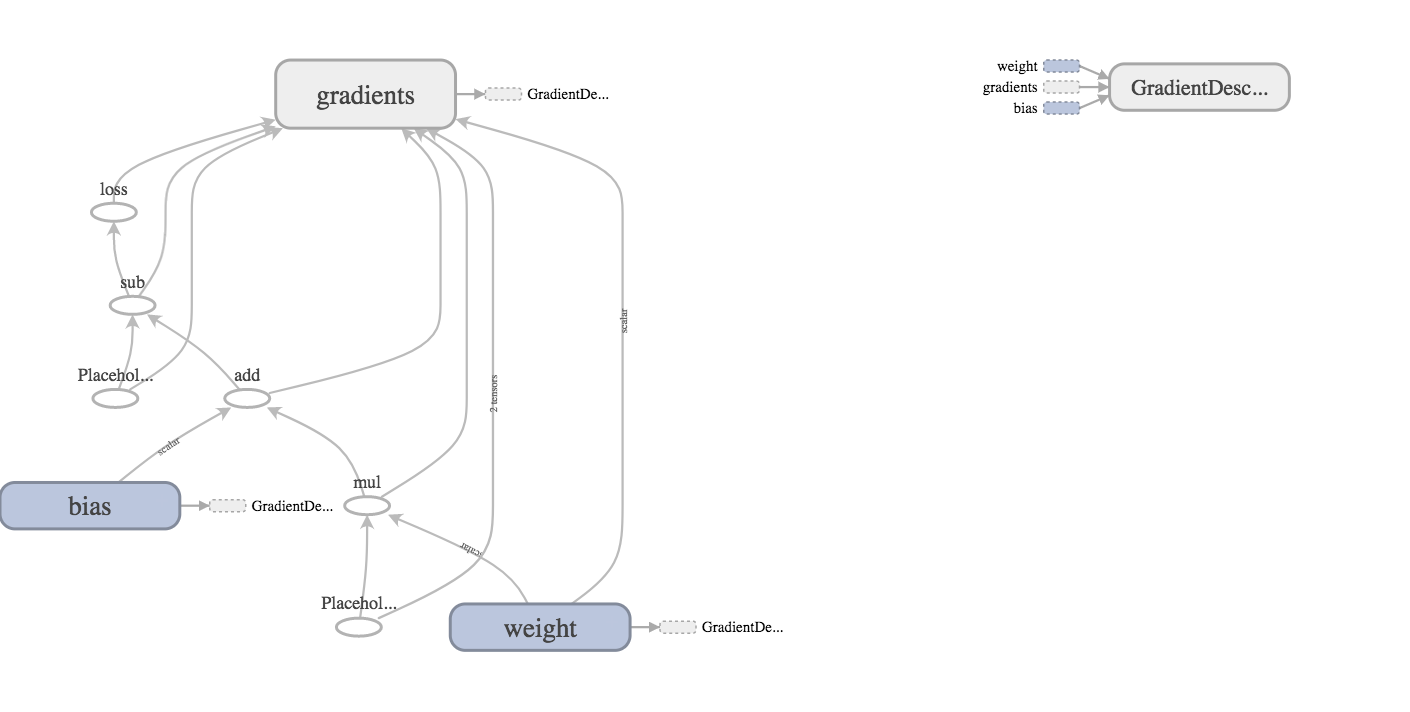 weight
gradients
bias
GradientDesc...
gradients
GradientDe...
loss
sub
scalar
Placehol...
add
2 tensors
scalar
mul
bias
GradientDe...
scalar
Placehol...
weight
GradientDe...